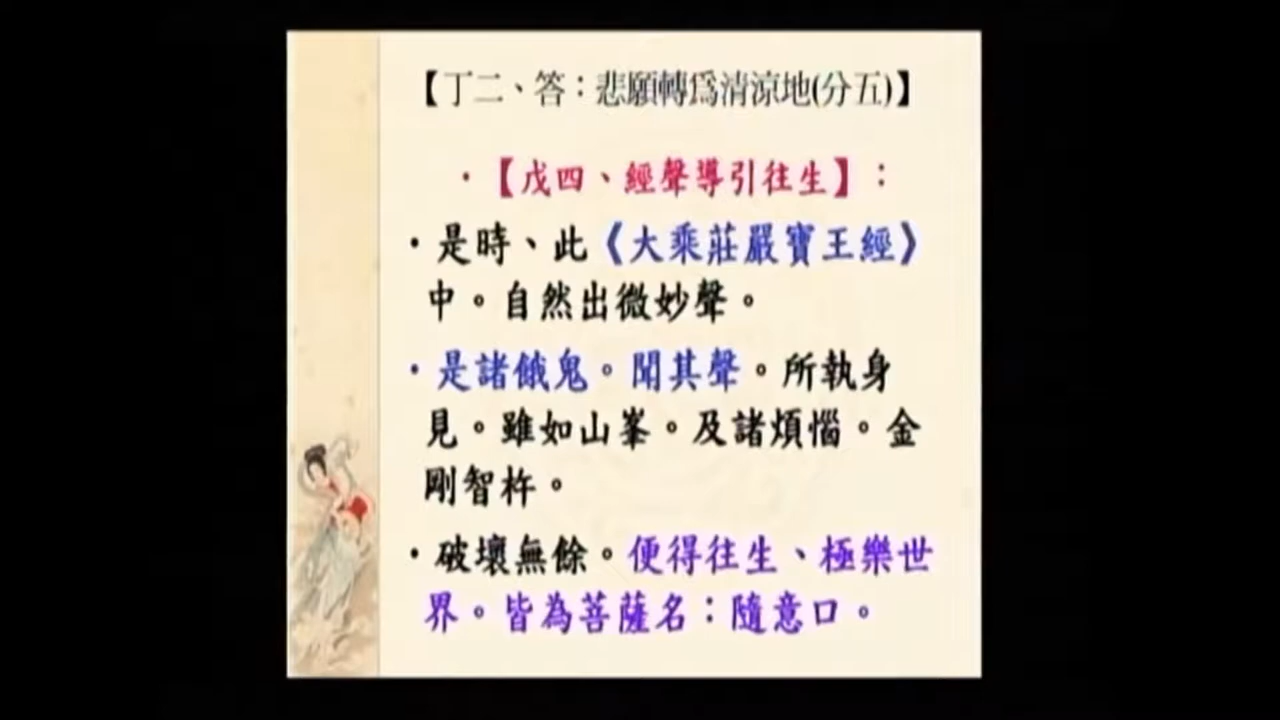 【丁二、答：悲願轉為清涼地(分五)】
·【戊四、經聲導引往生】：
·是時、此《大乘莊嚴寶王經》
中。自然出微妙聲。
·是諸餓鬼。聞其聲。所執身
見。雖如山峯。及諸煩惱。金
剛智杵。
·破壞無餘。便得往生、極樂世
界。皆為菩薩名：隨意口。